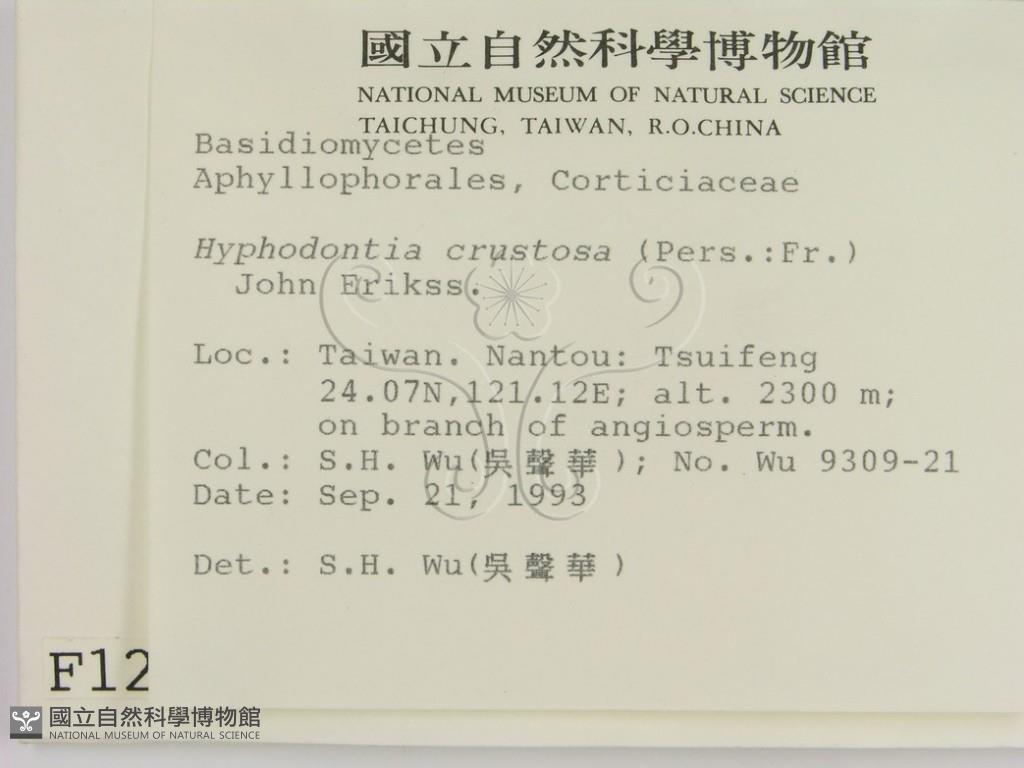 國立自然科學博物館
NATIONAL MUSEUM OF NATURAL SCIENCE
TAICHUNG, TAIWAN, R.O.CHINA
Basidiomycetes
Aphyllophorales, Corticiaceae
Hyphodontia crustosa (Pers.:Fr.)
John Erikss.
Loc.: Taiwan. Nantou: Tsuifeng
24.07N,121.12E; alt. 2300 m;
on branch of angiosperm.
Col.: S.H. Wu(吳聲華); No. Wu 9309-21
Date: Sep. 21, 1993
Det.: S.H. Wu(吳聲華)
F12
國立自然科學博物館
NATIONAL MUSEUM OF NATURAL SCIENCE